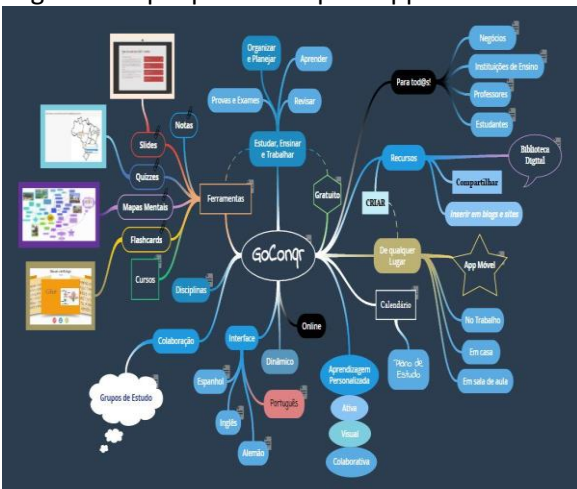 Organizar
e Planejar
Aprender
Provas e Exames
Revisar
Estudar, Ensinar
e Trabalhar
Notas
Slides
Quizzes
Mapas Mentais
Flashcards
Cursos
Ferramentas
Gratuito
Para tod@s!
Negócios
Instituições de Ensino
Professores
Estudantes
Recursos
Biblioteca
Digital
Compartilhar
Inserir em blogs e sites
CRIAR
GoConqr
De qualquer
Lugar
App Móvel
No Trabalho
Em casa
Em sala de aula
Calendário
Plano de
Estudo
Disciplinas
Colaboração
Grupos de Estudo
Interface
Espanhol
Inglês
Alemão
Português
Online
Dinâmico
Aprendizagem
Personalizada
Ativa
Visual
Colaborativa